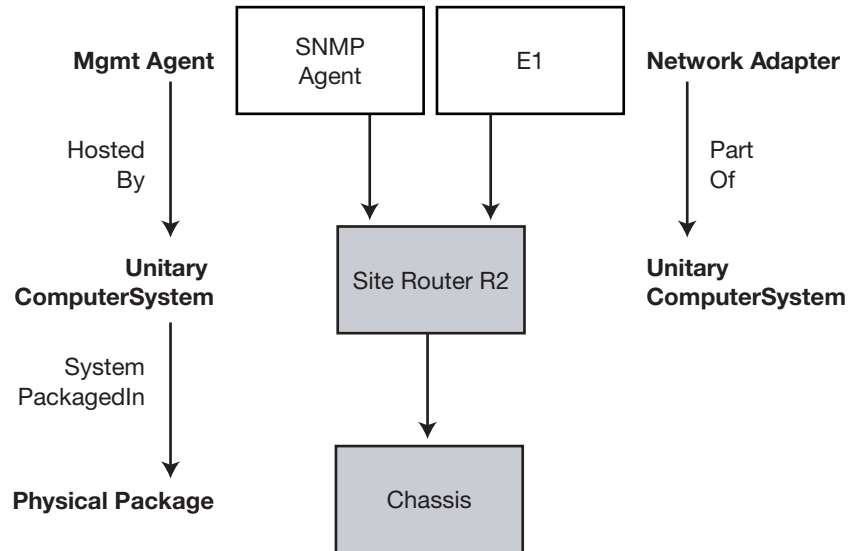 Mgmt Agent
SNMP
Agent
E1
Network Adapter
Hosted
By
Part
Of
Unitary
ComputerSystem
Site Router R2
Unitary
ComputerSystem
System
PackagedIn
Physical Package
Chassis